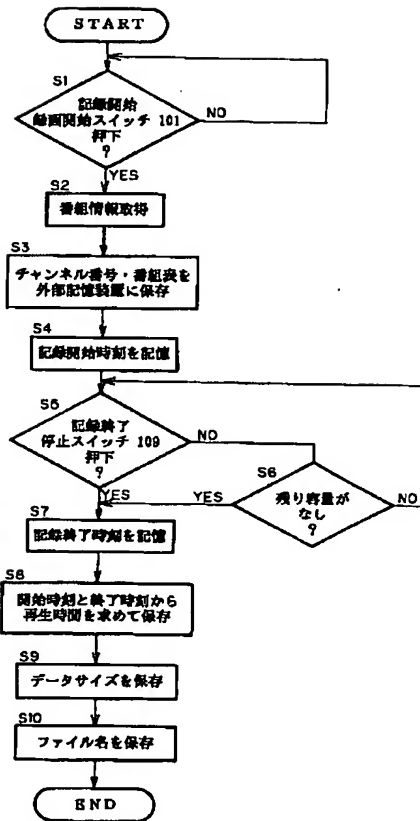 START
S1
記録開始
録画開始スイッチ 101
押下
?
NO
YES
S2
番組情報取得
S3
チャンネル番号・番組表を
外部記憶装置に保存
S4
記録開始時刻を記憶
S5
記録終了
停止スイッチ 109
押下
?
NO
YES
S6
残り容量が
なし
?
YES
NO
S7
記録終了時刻を記憶
S8
開始時刻と終了時刻から
再生時間を求めて保存
S9
データサイズを保存
S10
ファイル名を保存
END